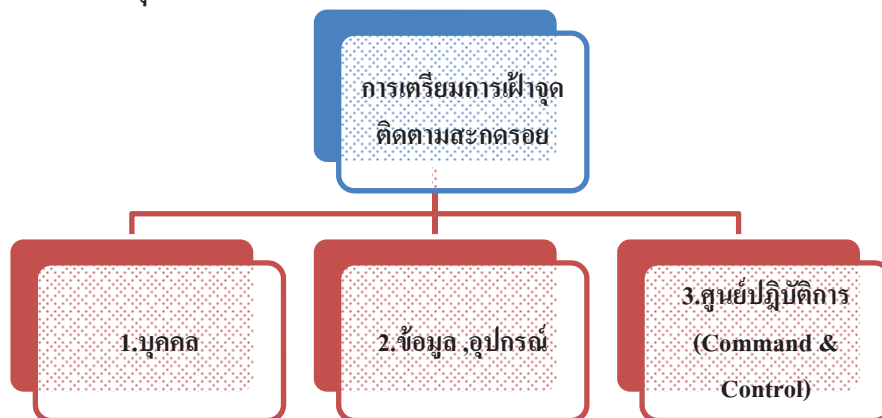 การเตรียมการเฝ้าจุด
ติดตามสะกดรอย
1.บุคคล
2.ข้อมูล ,อุปกรณ์
3.ศูนย์ปฎิบัติการ
(Command &
Control)